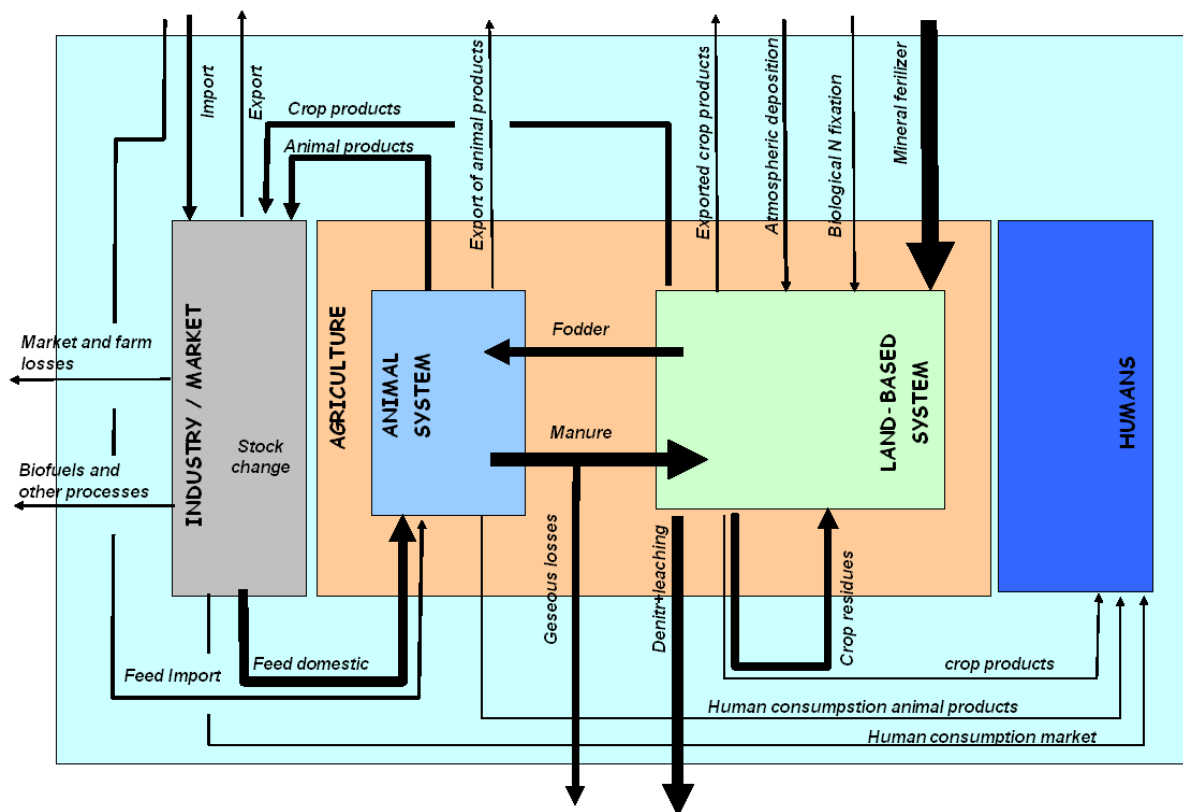 Import
Export
Crop products
Animal products
Export of animal products
Exported crop products
Atmospheric deposition
Biological N fixation
Mineral ferilizer
Market and farm
losses
Biofuels and
other processes
INDUSTRY / MARKET
Stock
change
AGRICULTURE
ANIMAL
SYSTEM
Fodder
Manure
LAND-BASED
SYSTEM
HUMANS
Geseous losses
Denitr+leaching
Crop residues
Feed domestic
Feed Import
crop products
Human consumpstion animal products
Human consumption market